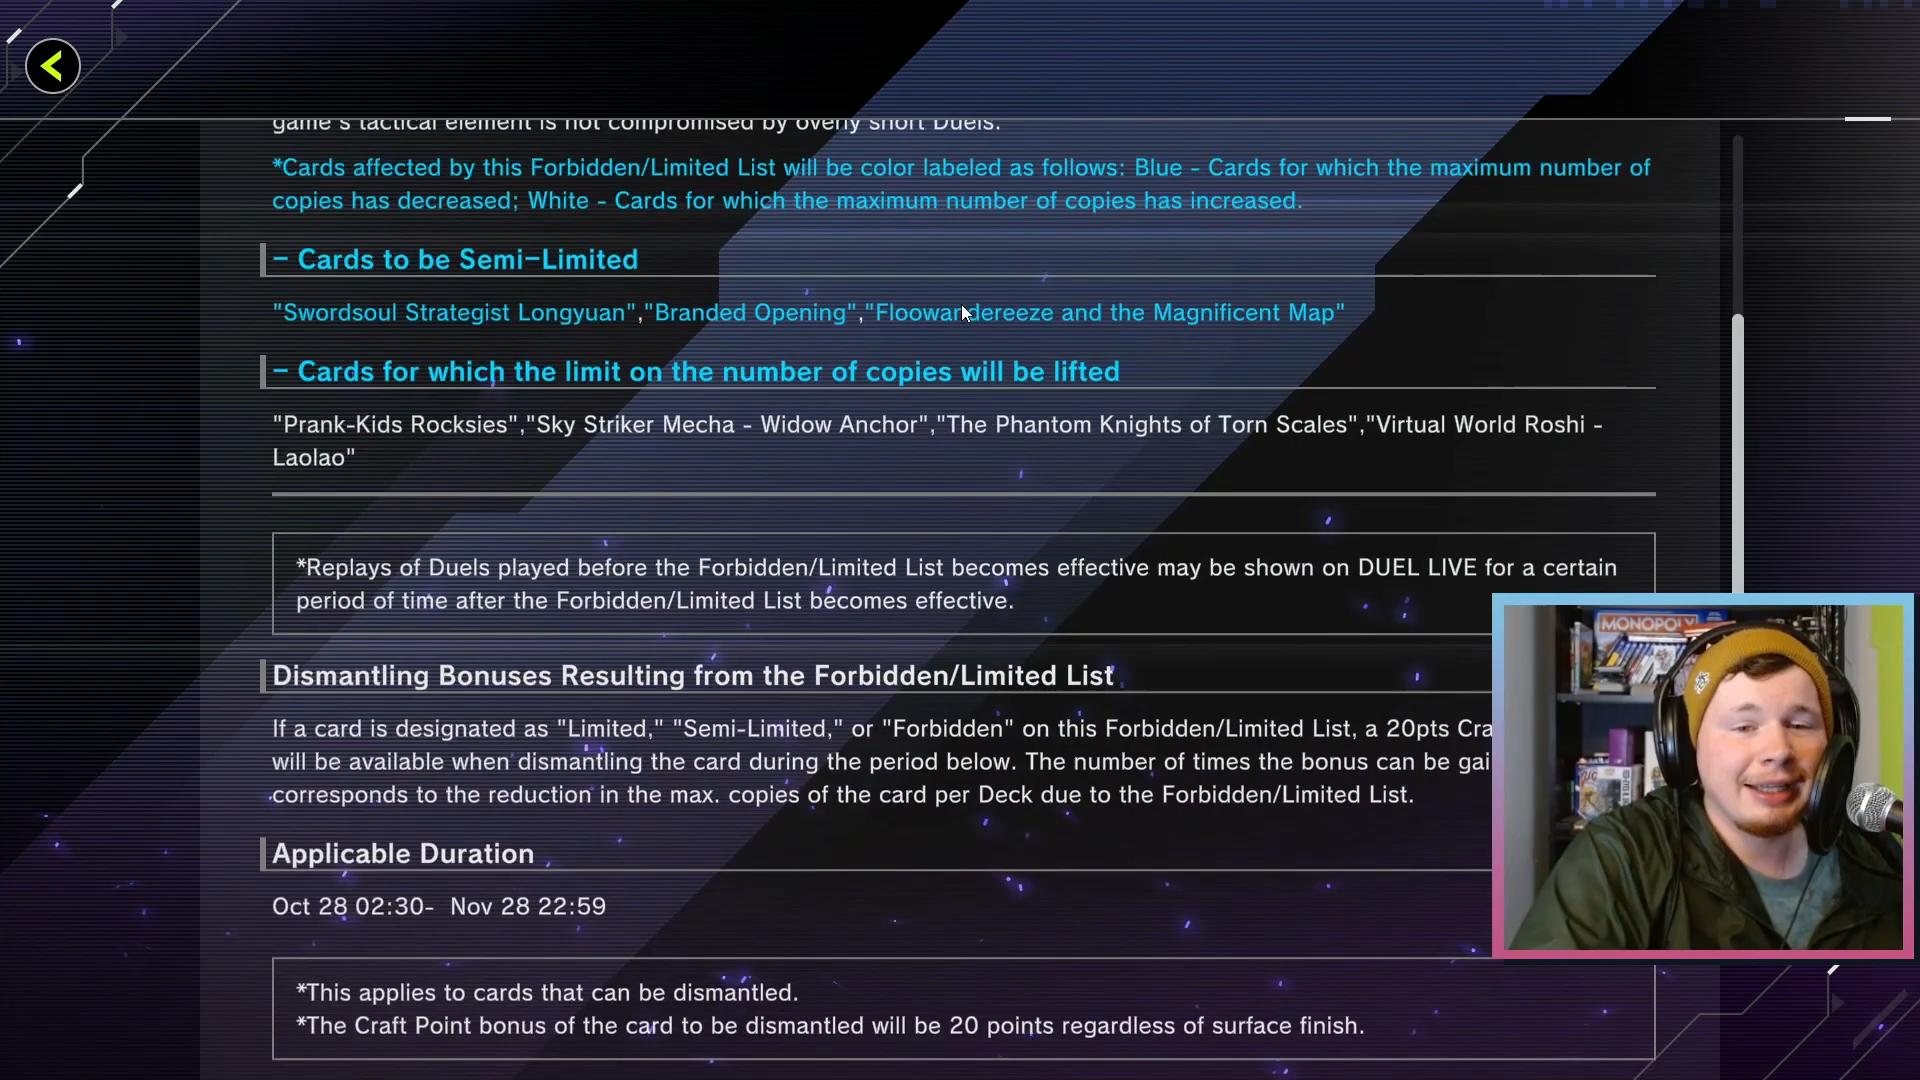 game's tactical element is not compromised by overly short Duels.
*Cards affected by this Forbidden/Limited List will be color labeled as follows: Blue - Cards for which the maximum number of
copies has decreased; White - Cards for which the maximum number of copies has increased.
– Cards to be Semi-Limited
"Swordsoul Strategist Longyuan","Branded Opening","Floowandereeze and the Magnificent Map"
– Cards for which the limit on the number of copies will be lifted
"Prank-Kids Rocksies","Sky Striker Mecha - Widow Anchor","The Phantom Knights of Torn Scales","Virtual World Roshi -
Laolao"
*Replays of Duels played before the Forbidden/Limited List becomes effective may be shown on DUEL LIVE for a certain
period of time after the Forbidden/Limited List becomes effective.
Dismantling Bonuses Resulting from the Forbidden/Limited List
If a card is designated as "Limited," "Semi-Limited," or "Forbidden" on this Forbidden/Limited List, a 20pts Cra
will be available when dismantling the card during the period below. The number of times the bonus can be gai
corresponds to the reduction in the max. copies of the card per Deck due to the Forbidden/Limited List.
MONOPOLY
Applicable Duration
Oct 28 02:30- Nov 28 22:59
*This applies to cards that can be dismantled.
*The Craft Point bonus of the card to be dismantled will be 20 points regardless of surface finish.